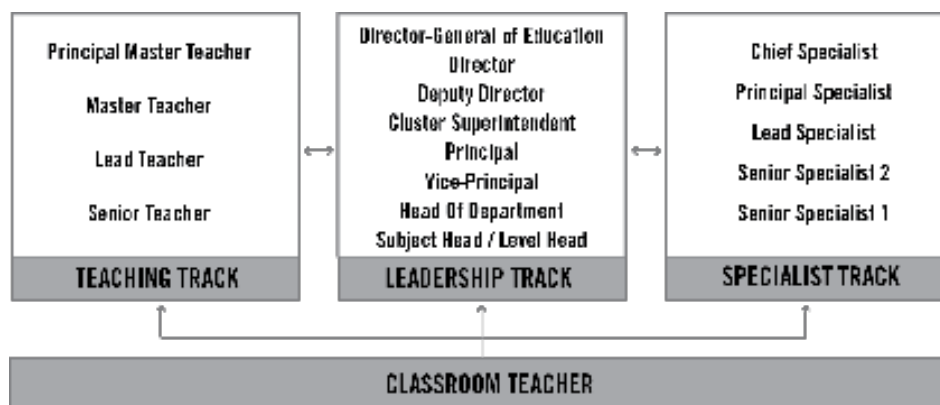 Principal Master Teacher
Master Teacher
Lead Teacher
Senior Teacher
TEACHING TRACK
Director-General of Education
Director
Deputy Director
Cluster Superintendent
Principal
Vice-Principal
Head Of Department
Subject Head / Level Head
LEADERSHIP TRACK
Chief Specialist
Principal Specialist
Lead Specialist
Senior Specialist 2
Senior Specialist 1
SPECIALIST TRACK
CLASSROOM TEACHER